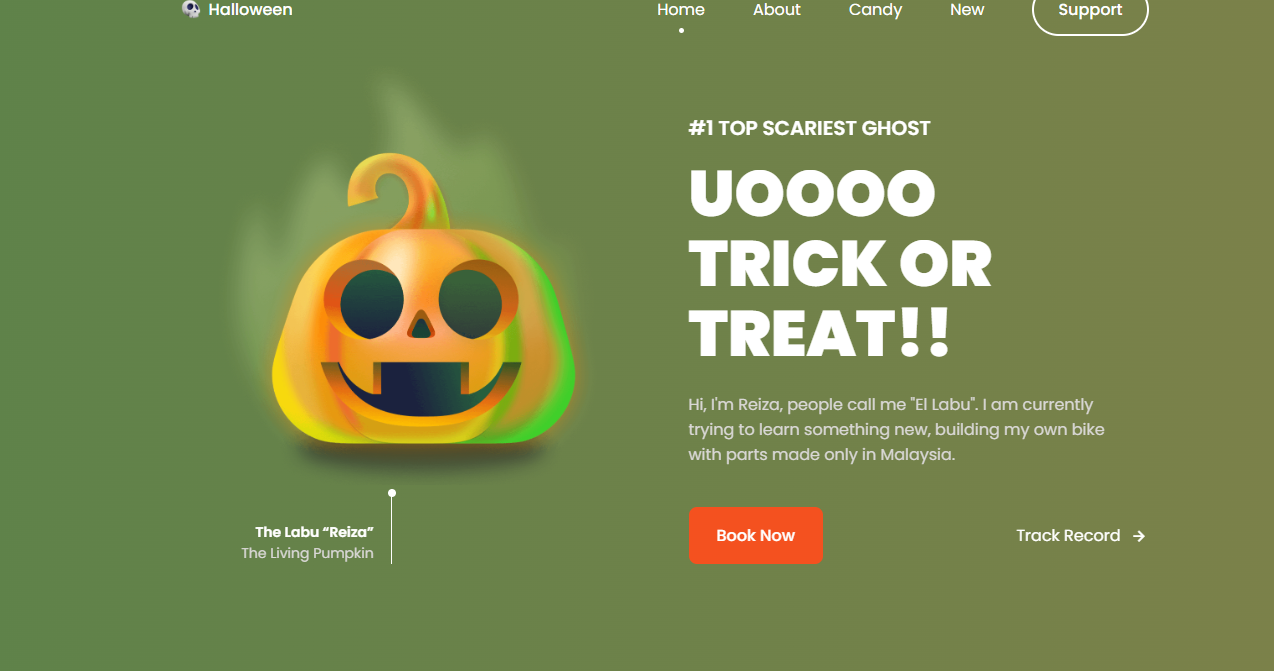 Halloween
Home About Candy New Support
#1 TOP SCARIEST GHOST
UOOOO
TRICK OR
TREAT!!
Hi, I'm Reiza, people call me "El Labu". I am currently
trying to learn something new, building my own bike
with parts made only in Malaysia.
Book Now
Track Record →
The Labu “Reiza”
The Living Pumpkin